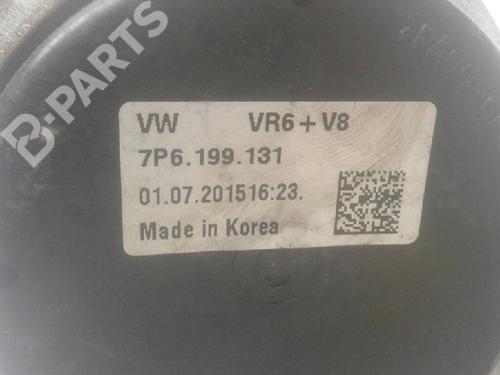 B-PARTS
VW VR6+V8
7P6.199.131
01.07.201516:23.
Made in Korea